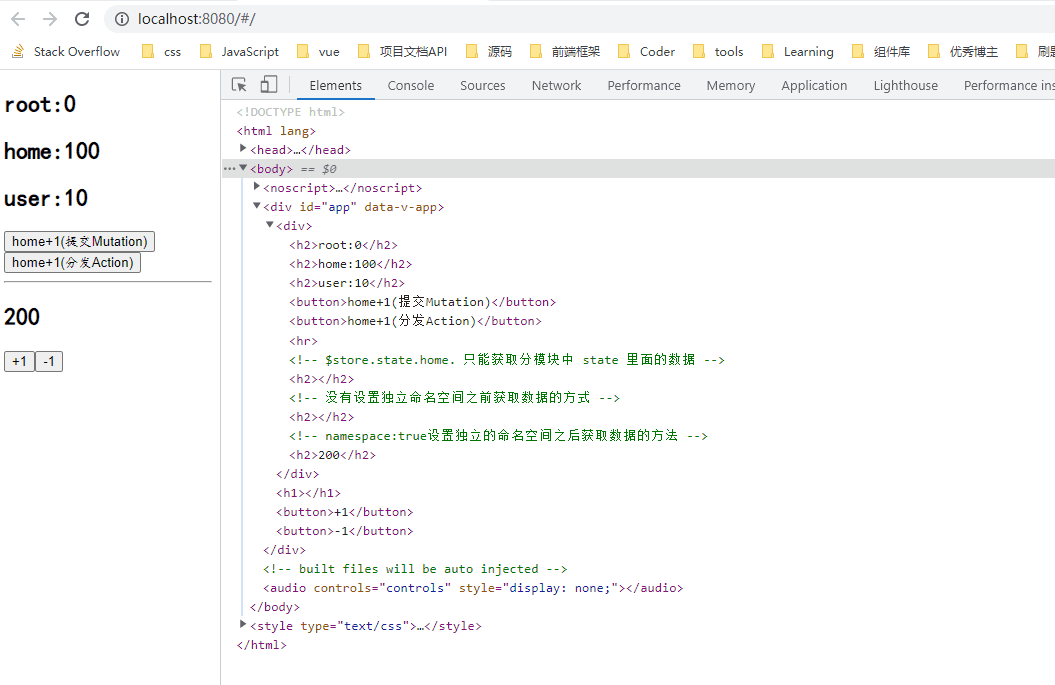 localhost:8080/#/
Stack Overflow css JavaScript vue 项目文档API 源码 前端框架 Coder tools Learning 组件库 优秀博主
Elements Console Sources Network Performance Memory Application Lighthouse Performance ins
root:0
home:100
user:10
home+1(提交Mutation)
home+1(分发Action)
200
+1 -1
<!DOCTYPE html>
<html lang>
<head>…</head>
<body> == $0
<noscript>…</noscript>
<div id="app" data-v-app>
<div>
<h2>root:0</h2>
<h2>home:100</h2>
<h2>user:10</h2>
<button>home+1(提交Mutation)</button>
<button>home+1(分发Action)</button>
<hr>
<!-- $store.state.home. 只能获取分模块中 state 里面的数据 -->
<h2></h2>
<!-- 没有设置独立命名空间之前获取数据的方式 -->
<h2></h2>
<!-- namespace:true设置独立的命名空间之后获取数据的方法 -->
<h2>200</h2>
</div>
<h1></h1>
<button>+1</button>
<button>-1</button>
</div>
<!-- built files will be auto injected -->
<audio controls="controls" style="display: none;"></audio>
</body>
<style type="text/css">…</style>
</html>